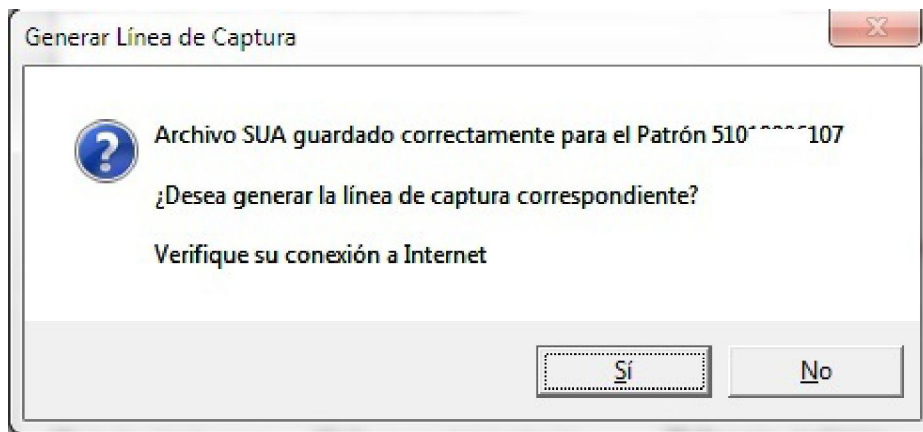 Generar Línea de Captura
Archivo SUA guardado correctamente para el Patrón
¿Desea generar la línea de captura correspondiente?
Verifique su conexión a Internet
Sí
No